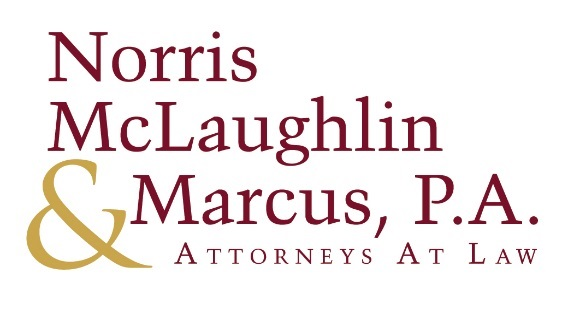 Norris
McLaughlin
& Marcus, P.A.
Attorneys At Law